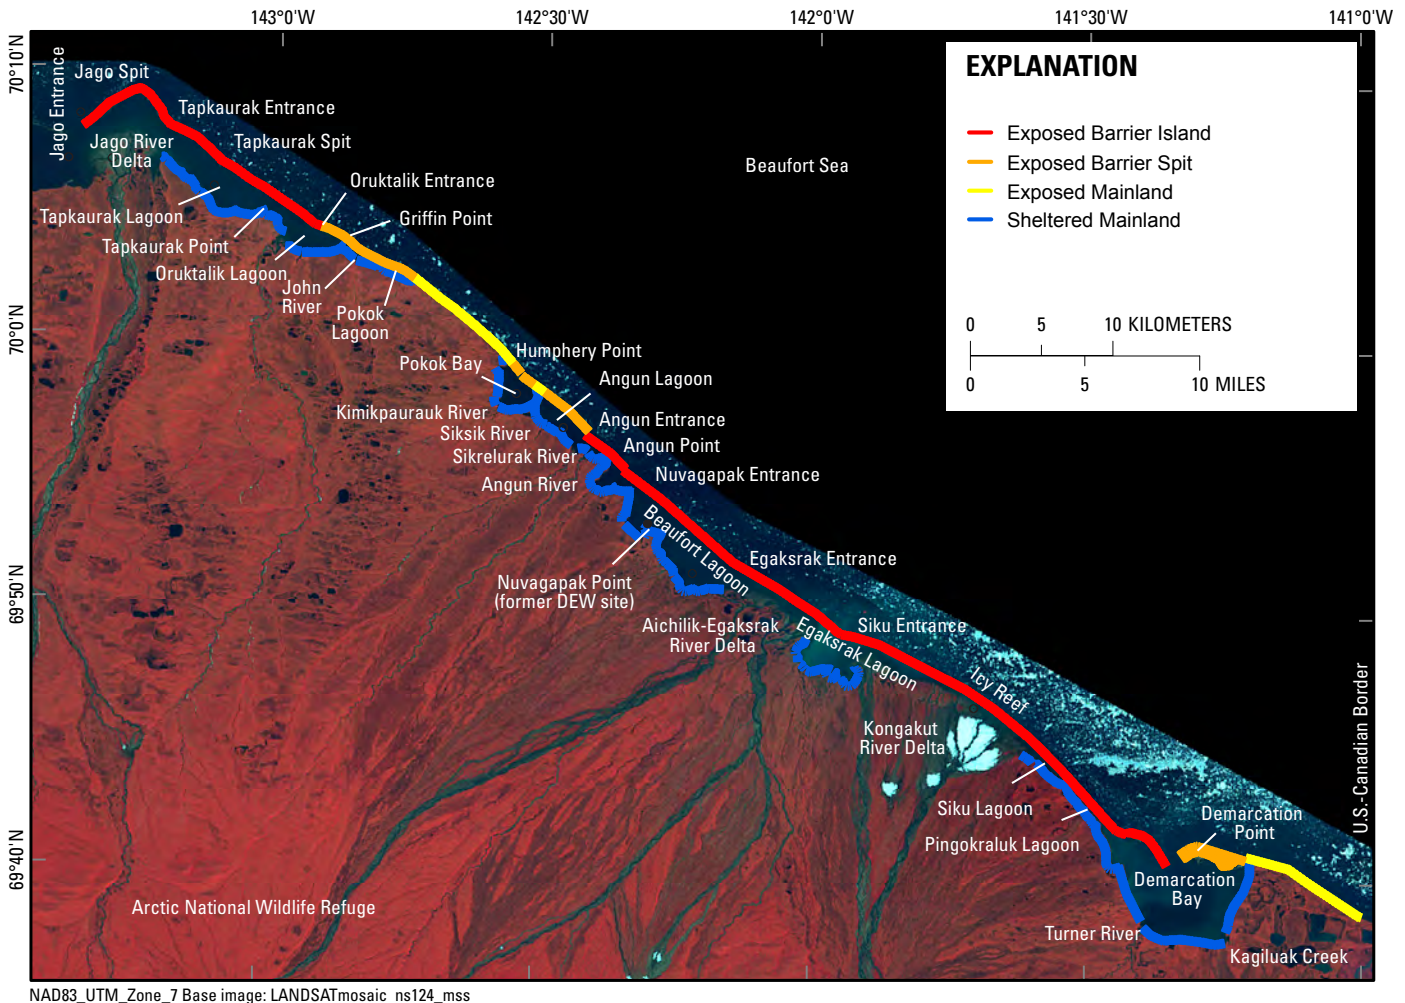 143°0'W
142°30'W
142°0'W
141°30'W
141°0'W
70°10'N
70°0'N
69°50'N
69°40'N
Jago Entrance
Jago Spit
Tapkaurak Entrance
Jago River
Delta
Tapkaurak Spit
Oruktalik Entrance
Tapkaurak Lagoon
Griffin Point
Tapkaurak Point
Oruktalik Lagoon
John
River
Pokok
Lagoon
Beaufort Sea
EXPLANATION
Exposed Barrier Island
Exposed Barrier Spit
Exposed Mainland
Sheltered Mainland
0 5 10 KILOMETERS
0 5 10 MILES
Humphery Point
Pokok Bay
Angun Lagoon
Kimikpaurauk River
Angun Entrance
Siksik River
Angun Point
Sikrelurak River
Nuvagapak Entrance
Angun River
Beaufort Lagoon
Egaksrak Entrance
Nuvagapak Point
(former DEW site)
Aichilik-Egaksrak
River Delta
Siku Entrance
Egaksrak Lagoon
Icy Reef
Kongakut
River Delta
U.S.-Canadian Border
Siku Lagoon
Demarcation
Point
Pingokraluk Lagoon
Demarcation
Bay
Arctic National Wildlife Refuge
Turner River
Kagiluak Creek
NAD83_UTM_Zone_7 Base image: LANDSATmosaic_ns124_mss